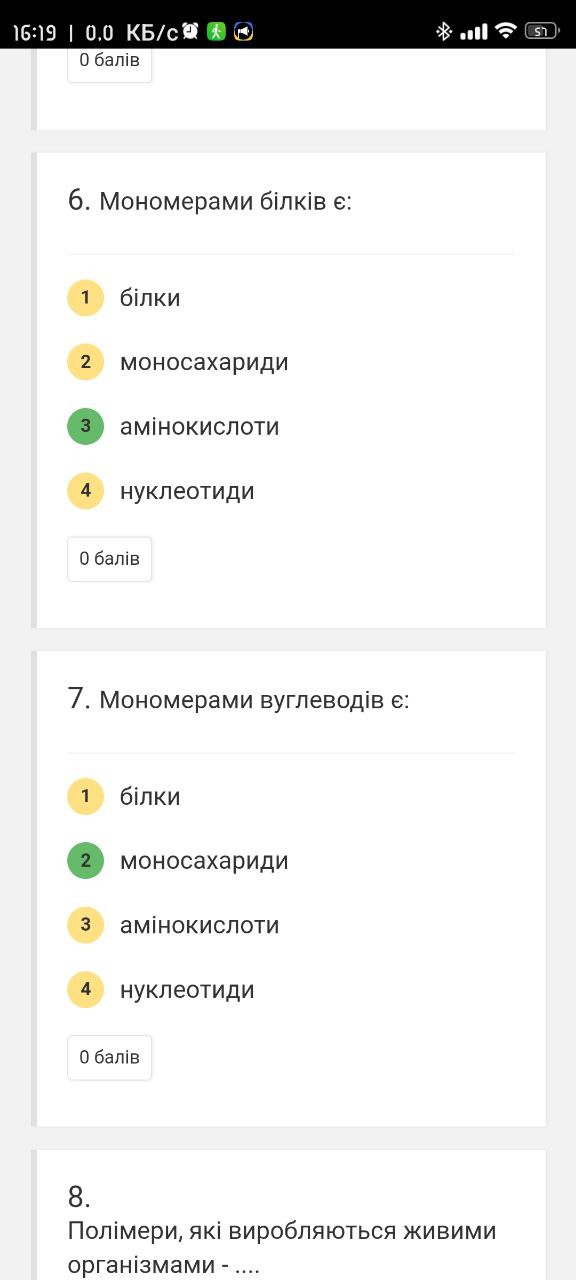 16:19 | 0,0 КБ/с 57
0 балів
6. Мономерами білків є:
1 білки
2 моносахариди
3 амінокислоти
4 нуклеотиди
0 балів
7. Мономерами вуглеводів є:
1 білки
2 моносахариди
3 амінокислоти
4 нуклеотиди
0 балів
8.
Полімери, які виробляються живими
організмами - ....